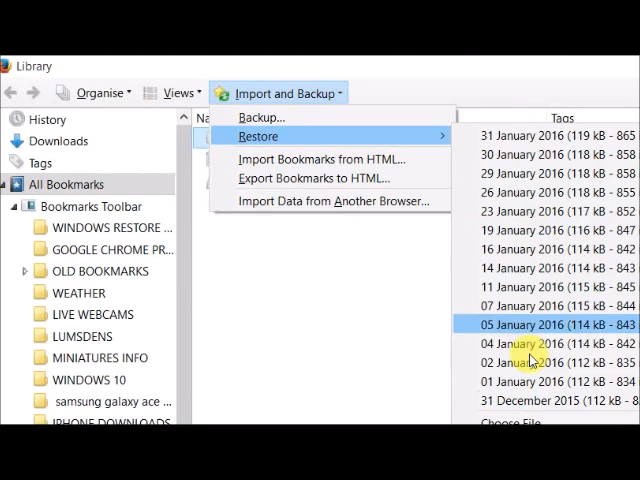 Library
Organise
Views
Import and Backup
Tags
Backup...
Restore
Import Bookmarks from HTML...
Export Bookmarks to HTML...
Import Data from Another Browser...
History
Downloads
Tags
All Bookmarks
Bookmarks Toolbar
WINDOWS RESTORE ...
GOOGLE CHROME PR...
OLD BOOKMARKS
WEATHER
LIVE WEBCAMS
LUMSDENS
MINIATURES INFO
WINDOWS 10
samsung galaxy ace ...
IPHONE DOWNLOADS
31 January 2016 (119 kB - 865
30 January 2016 (118 kB - 858
29 January 2016 (118 kB - 855
26 January 2016 (118 kB - 858
23 January 2016 (117 kB - 852
19 January 2016 (116 kB - 847
16 January 2016 (114 kB - 842
14 January 2016 (114 kB - 843
11 January 2016 (115 kB - 845
07 January 2016 (115 kB - 844
05 January 2016 (114 kB - 843
04 January 2016 (114 kB - 842
02 January 2016 (112 kB - 835
01 January 2016 (112 kB - 834
31 December 2015 (112 kB - 8
Choose File